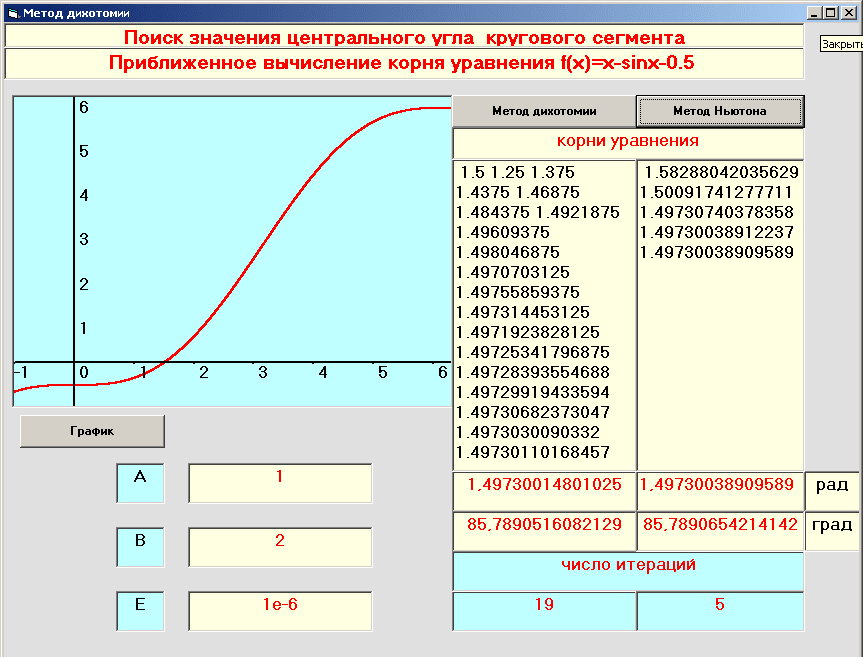 Метод дихотомии
Закрыть
Поиск значения центрального угла кругового сегмента
Приближенное вычисление корня уравнения f(x)=x-sinx-0.5
6
5
4
3
2
1
-1 0 1 2 3 4 5 6
График
A 1
B 2
E 1e-6
Метод дихотомии Метод Ньютона
корни уравнения
1.5 1.25 1.375
1.4375 1.46875
1.484375 1.4921875
1.49609375
1.498046875
1.4970703125
1.49755859375
1.497314453125
1.4971923828125
1.49725341796875
1.49728393554688
1.49729919433594
1.49730682373047
1.4973030090332
1.49730110168457
1.58288042035629
1.50091741277711
1.49730740378358
1.49730038912237
1.49730038909589
1,49730014801025 1,49730038909589 рад
85,7890516082129 85,7890654214142 град
число итераций
19 5